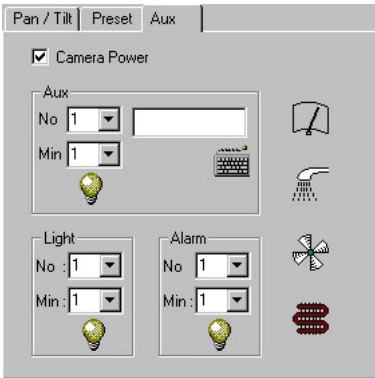 Pan / Tilt Preset Aux
Camera Power
Aux
No 1
Min 1
Light Alarm
No : 1 No 1
Min : 1 Min : 1